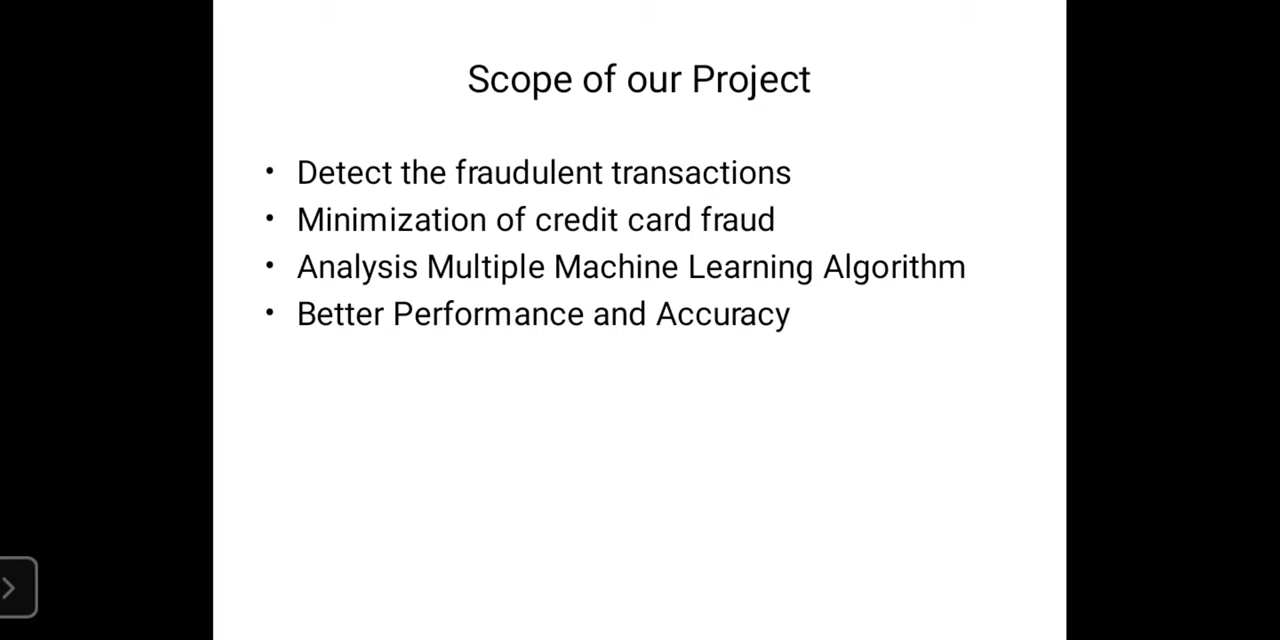 Scope of our Project
• Detect the fraudulent transactions
• Minimization of credit card fraud
• Analysis Multiple Machine Learning Algorithm
• Better Performance and Accuracy